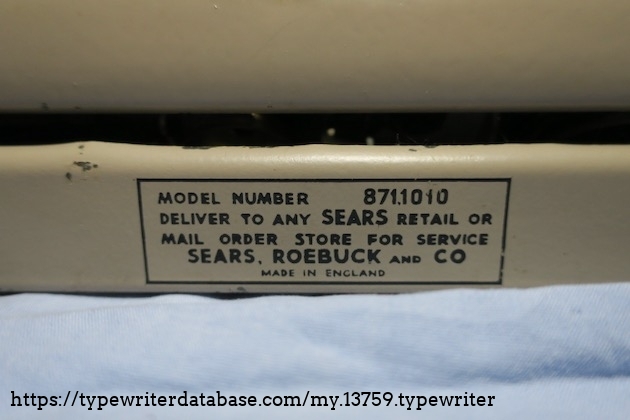 MODEL NUMBER 871.1010
DELIVER TO ANY SEARS RETAIL OR
MAIL ORDER STORE FOR SERVICE
SEARS, ROEBUCK AND CO
MADE IN ENGLAND
https://typewriterdatabase.com/my.13759.typewriter